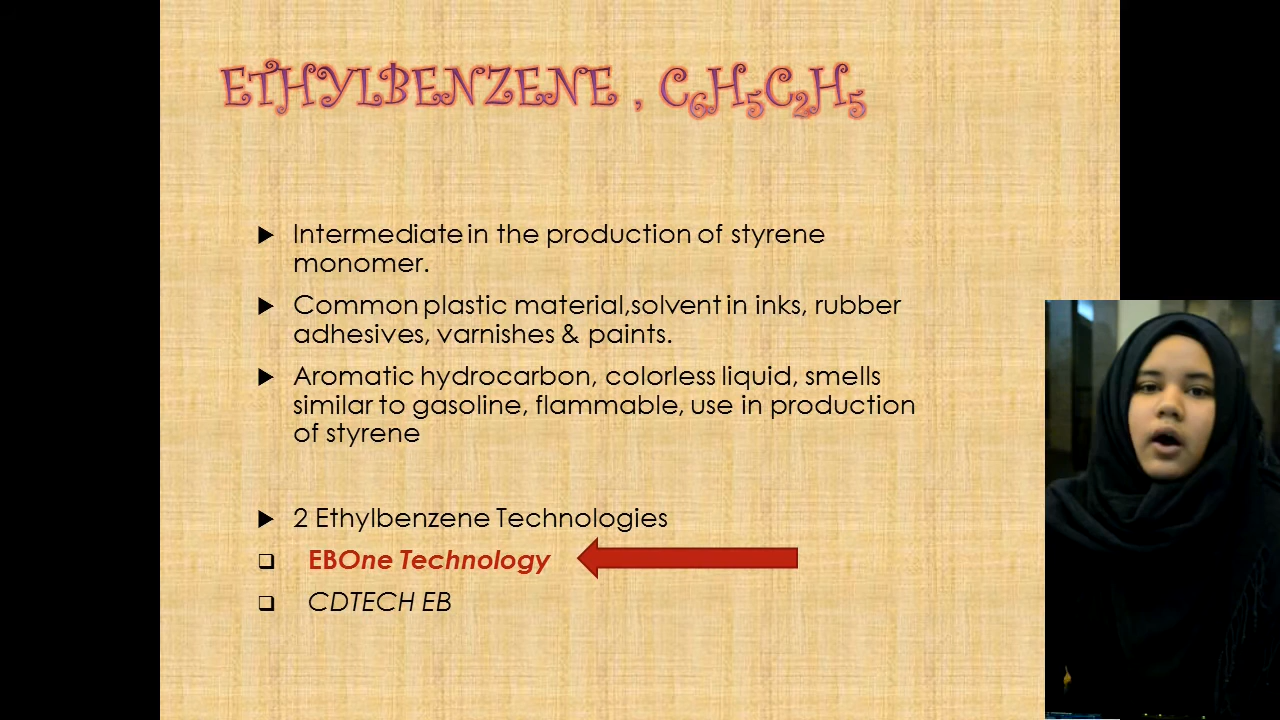 ETHYLBENZENE , C₆H₅C₂H₅
Intermediate in the production of styrene
monomer.
Common plastic material,solvent in inks, rubber
adhesives, varnishes & paints.
Aromatic hydrocarbon, colorless liquid, smells
similar to gasoline, flammable, use in production
of styrene
2 Ethylbenzene Technologies
EBOne Technology
CDTECH EB